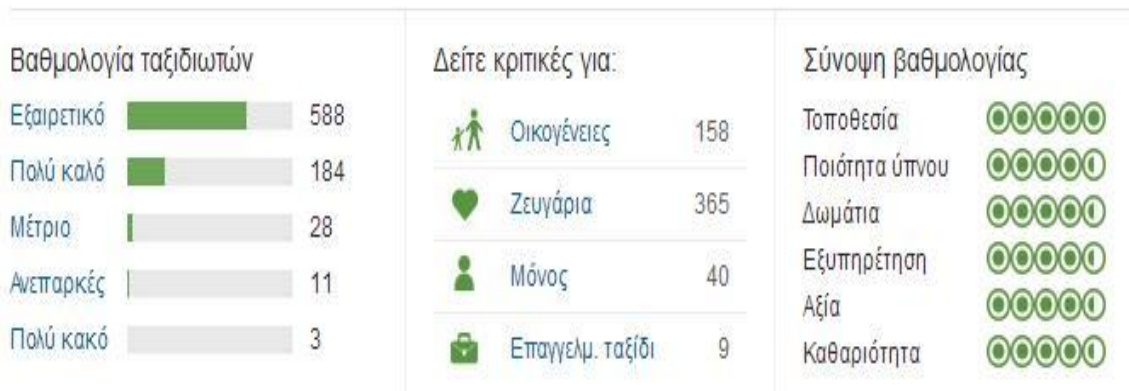 Βαθμολογία ταξιδιωτών
Εξαιρετικό 588
Πολύ καλό 184
Μέτριο 28
Ανεπαρκές 11
Πολύ κακό 3
Δείτε κριτικές για:
Οικογένειες 158
Ζευγάρια 365
Μόνος 40
Επαγγελμ. ταξίδι 9
Σύνοψη βαθμολογίας
Τοποθεσία
Ποιότητα ύπνου
Δωμάτια
Εξυπηρέτηση
Αξία
Καθαριότητα